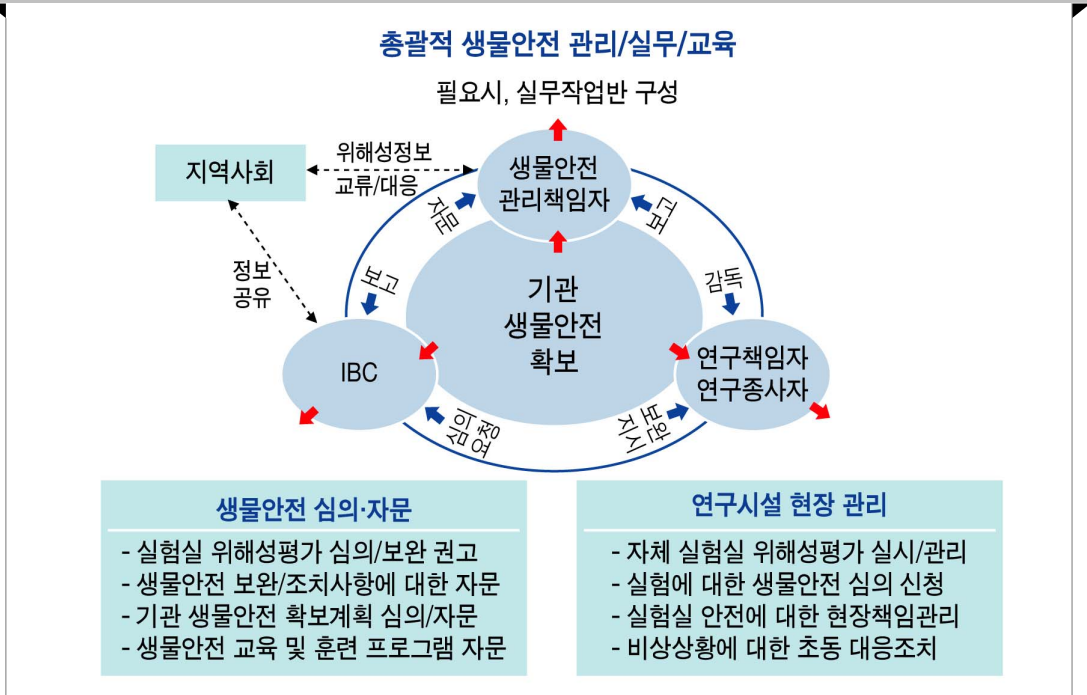 총괄적 생물안전 관리/실무/교육
필요시, 실무작업반 구성
지역사회
위해성정보
교류/대응
생물안전
관리책임자
자문
보고
정보
공유
보고
감독
기관
생물안전
확보
IBC
연구책임자
연구종사자
심의
요청
보완
지시
생물안전 심의·자문
- 실험실 위해성평가 심의/보완 권고
- 생물안전 보완/조치사항에 대한 자문
- 기관 생물안전 확보계획 심의/자문
- 생물안전 교육 및 훈련 프로그램 자문
연구시설 현장 관리
- 자체 실험실 위해성평가 실시/관리
- 실험에 대한 생물안전 심의 신청
- 실험실 안전에 대한 현장책임관리
- 비상상황에 대한 초동 대응조치